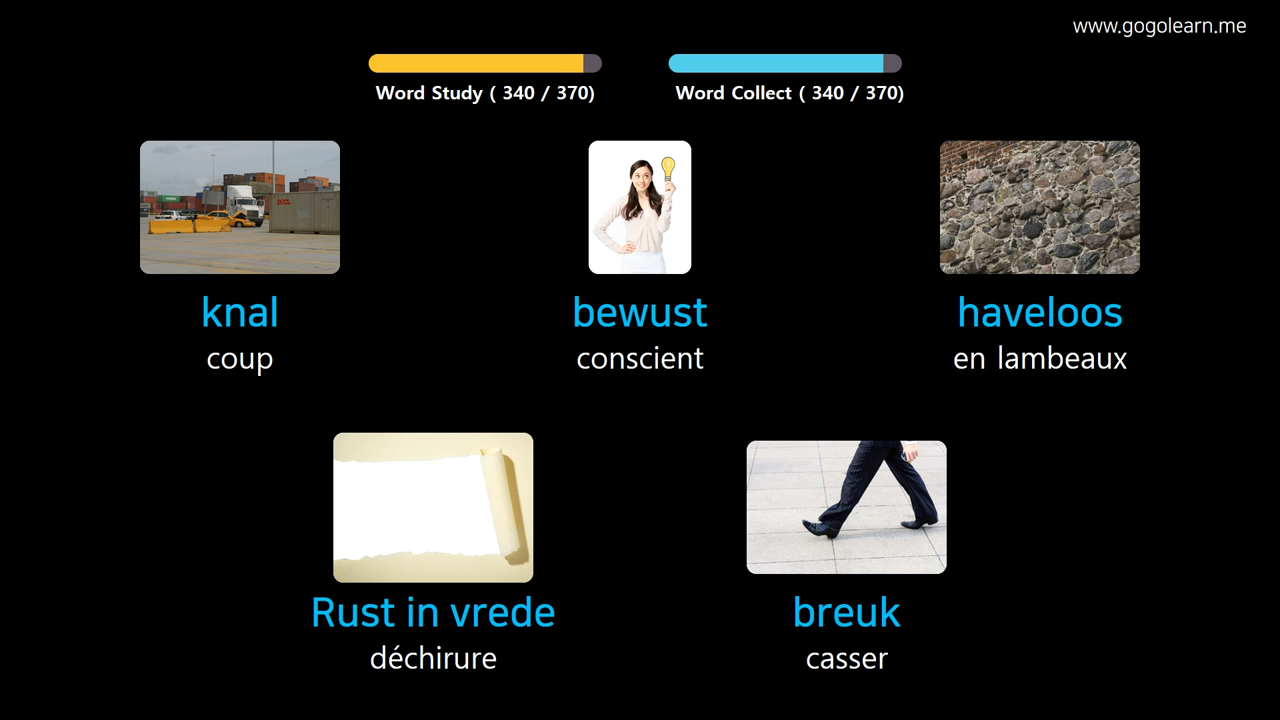 www.gogolearn.me
Word Study ( 340 / 370)
Word Collect ( 340 / 370)
knal
coup
bewust
conscient
haveloos
en lambeaux
Rust in vrede
déchirure
breuk
casser